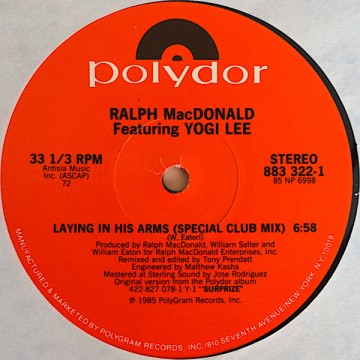 polydor
RALPH MacDONALD
Featuring YOGI LEE
33 1/3 RPM
Antisia Music
Inc. (ASCAP)
72
STEREO
883 322-1
85 NP 6998
LAYING IN HIS ARMS (SPECIAL CLUB MIX) 6:58
(W. Eaton)
Produced by Ralph MacDonald, William Salter and
William Eaton for Ralph MacDonald Enterprises, Inc.
Remixed and edited by Tony Prendatt
Engineered by Matthew Kasha
Mastered at Sterling Sound by Jose Rodriguez
Original version from the Polydor album
422-827 078-1 Y-1 "SURPRIZE"
℗ 1985 PolyGram Records, Inc.
MANUFACTURED & MARKETED BY POLYGRAM RECORDS, INC./810 SEVENTH AVENUE/NEW YORK, N.Y. 10019